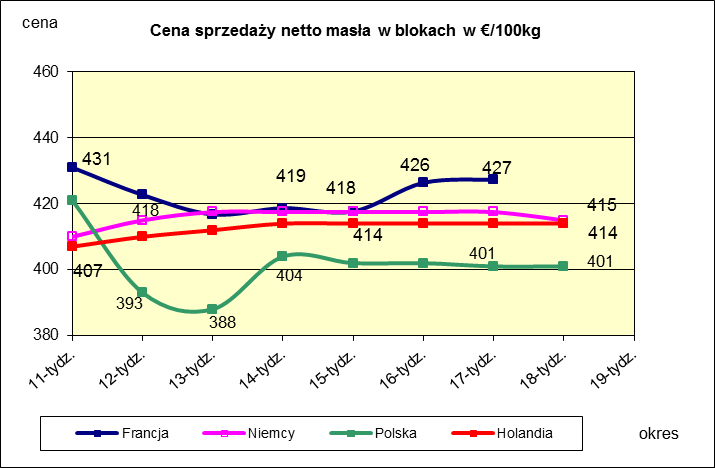 cena
Cena sprzedaży netto masła w blokach w €/100kg
460
440
431
419
418
426
427
420
418
414
415
414
400
407
393
388
404
401
401
380
11-tydz.
12-tydz.
13-tydz.
14-tydz.
15-tydz.
16-tydz.
17-tydz.
18-tydz.
19-tydz.
Francja
Niemcy
Polska
Holandia
okres